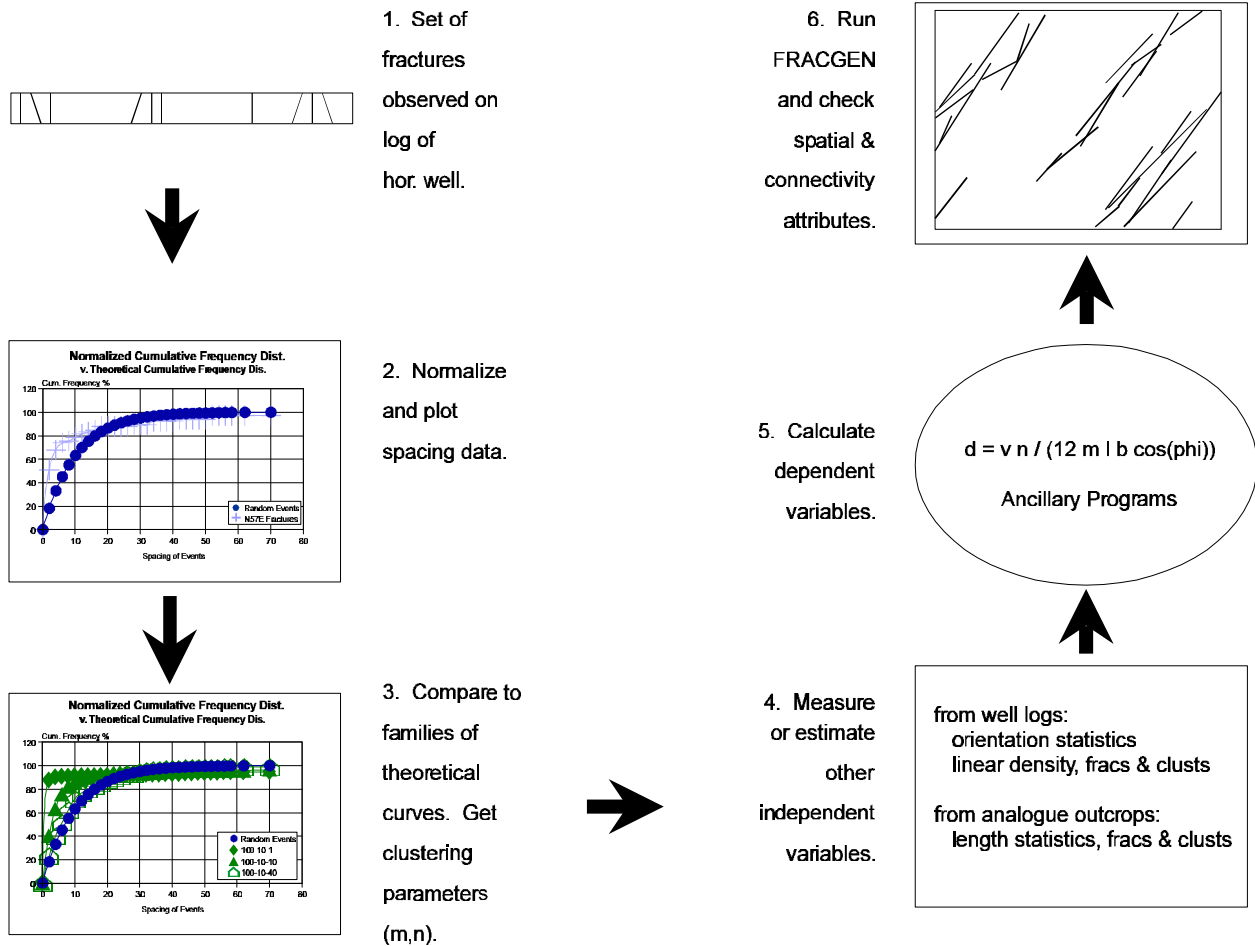 1. Set of
fractures
observed on
log of
hor. well.
Normalized Cumulative Frequency Dist.
v. Theoretical Cumulative Frequency Dis.
Cum. Frequency, %
120
100
80
60
40
20
0
0 10 20 30 40 50 60 70 80
Spacing of Events
Random Events
N57E Fractures
2. Normalize
and plot
spacing data.
Normalized Cumulative Frequency Dist.
v. Theoretical Cumulative Frequency Dis.
Cum. Frequency, %
120
100
80
60
40
20
0
0 10 20 30 40 50 60 70 80
Spacing of Events
Random Events
100-10-1
100-10-10
100-10-40
3. Compare to
families of
theoretical
curves. Get
clustering
parameters
(m,n).
4. Measure
or estimate
other
independent
variables.
from well logs:
orientation statistics
linear density, fracs & clusts
from analogue outcrops:
length statistics, fracs & clusts
5. Calculate
dependent
variables.
d = v n / (12 m l b cos(phi))
Ancillary Programs
6. Run
FRACGEN
and check
spatial &
connectivity
attributes.